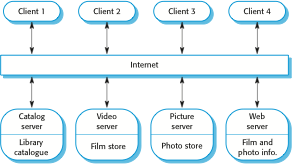 Client 1 Client 2 Client 3 Client 4
Internet
Catalog Video Picture Web
server server server server
Library Film store Photo store Film and
catalogue photo info.